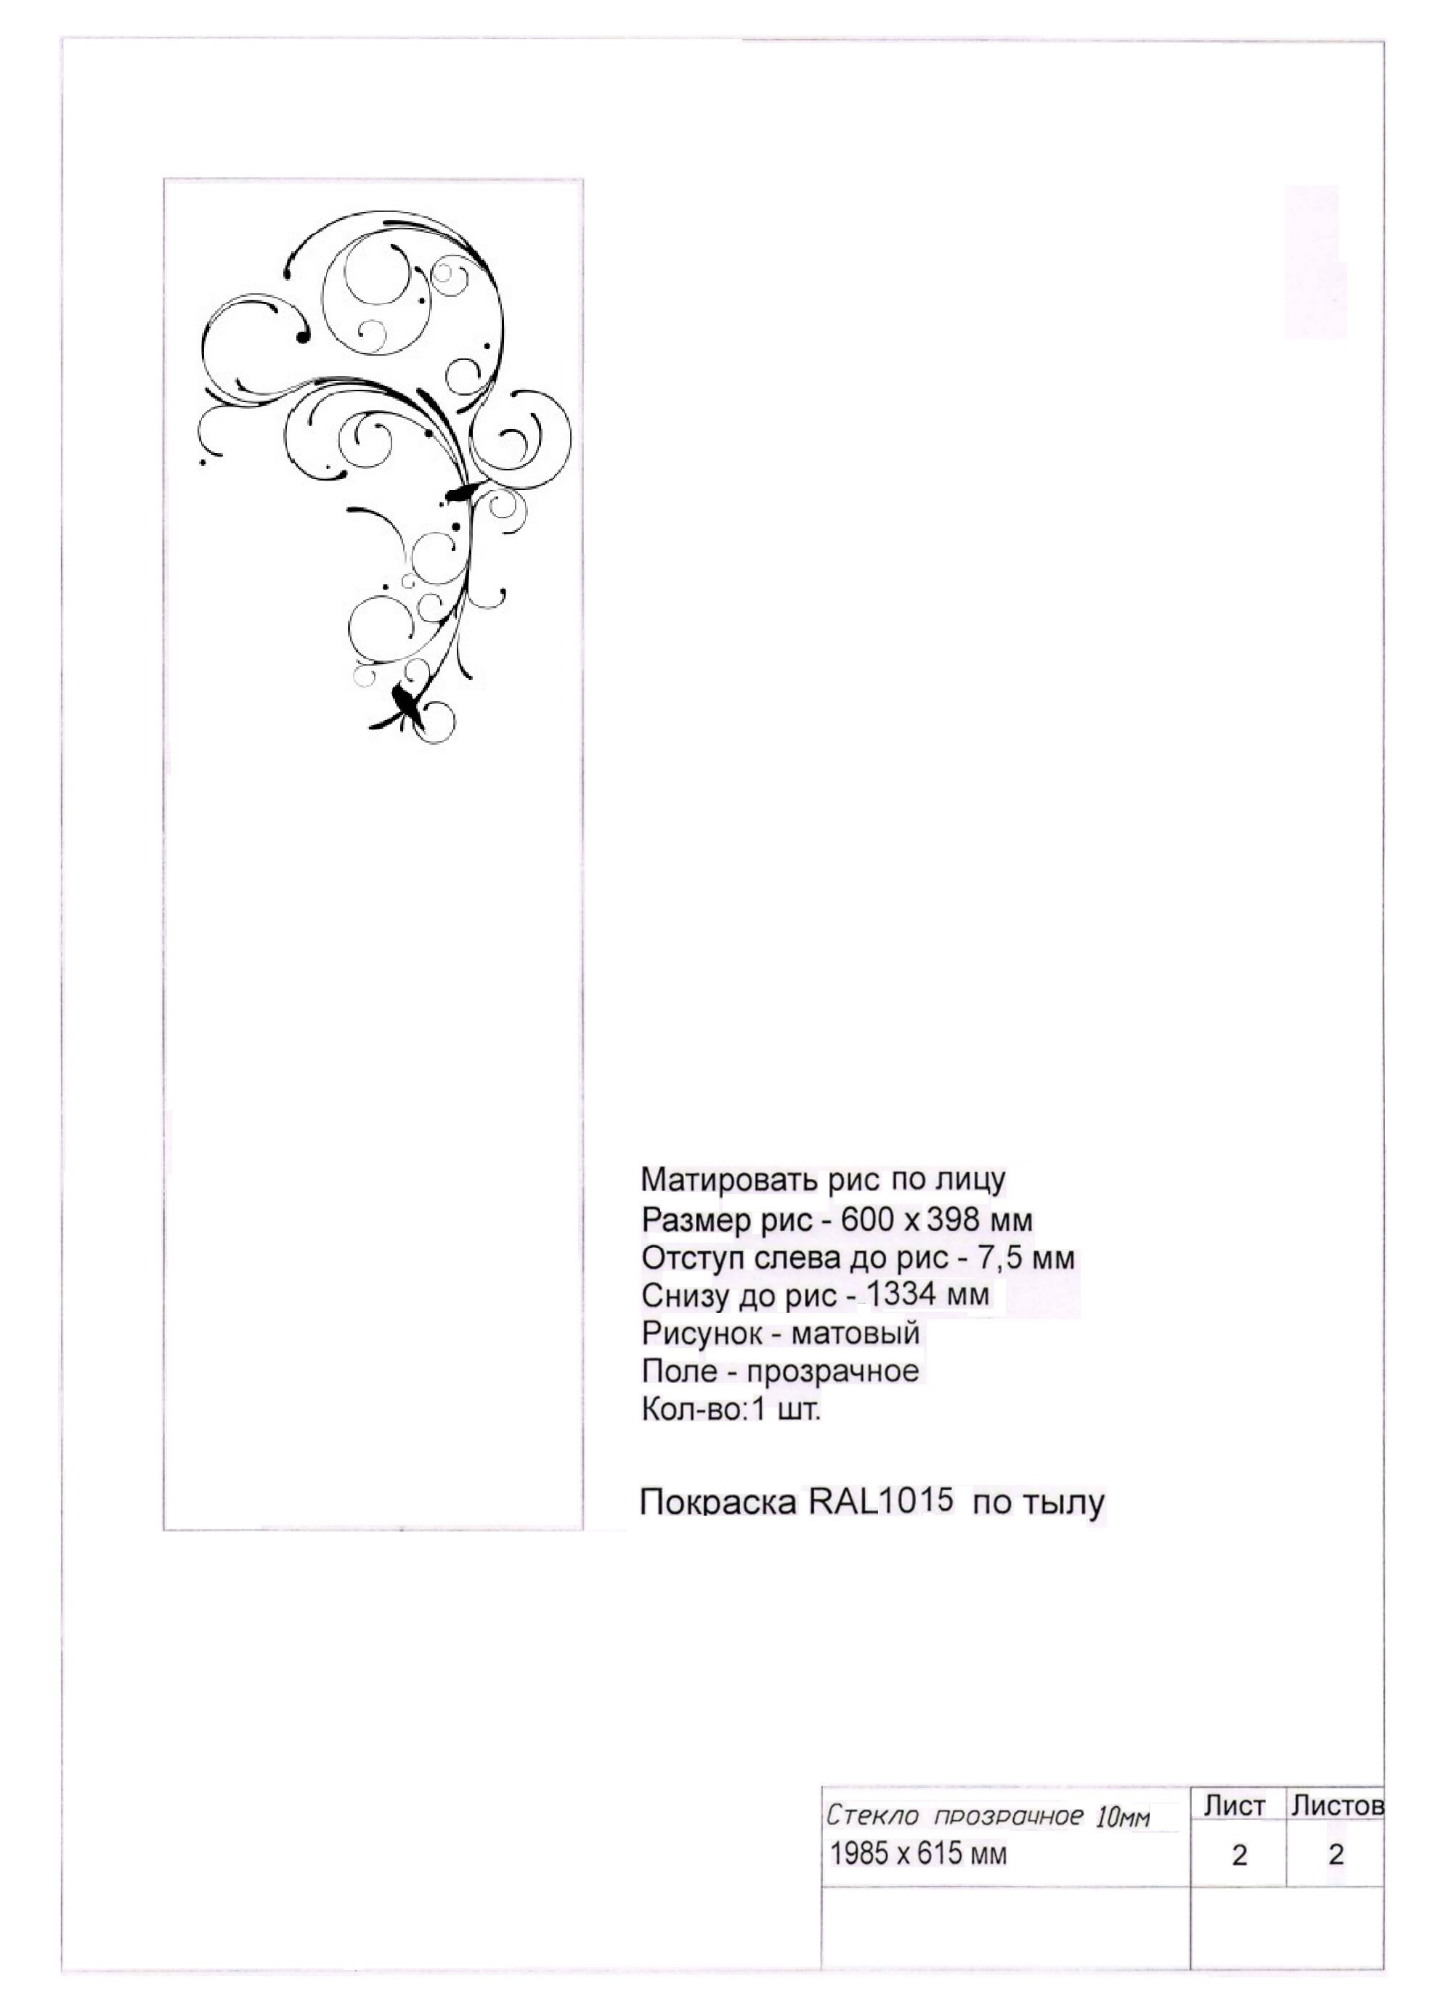 Матировать рис по лицу
Размер рис - 600 х 398 мм
Отступ слева до рис - 7,5 мм
Снизу до рис - 1334 мм
Рисунок - матовый
Поле - прозрачное
Кол-во:1 шт.
Покраска RAL1015 по тылу
Стекло прозрачное 10мм
1985 х 615 мм
Лист Листов
2 2